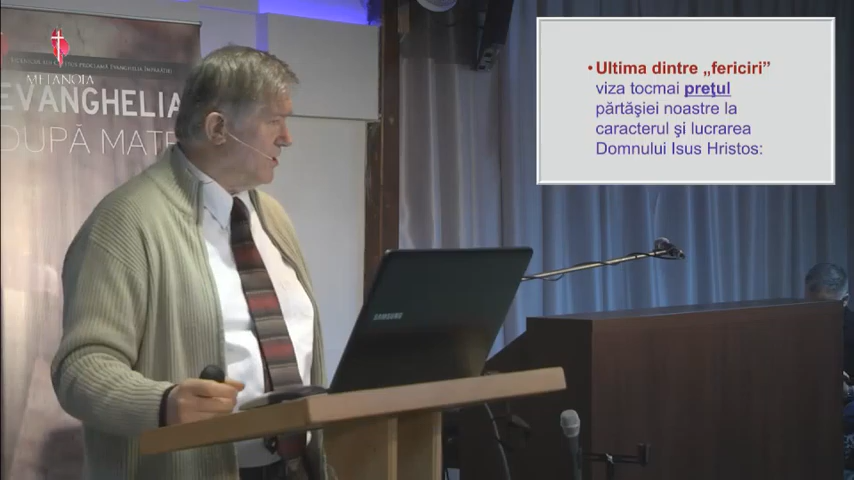 METANOIA
EVANGHELIA
DUPĂ MATE
• Ultima dintre „fericiri”
viza tocmai preţul
părtăşiei noastre la
caracterul şi lucrarea
Domnului Isus Hristos:
SAMSUNG